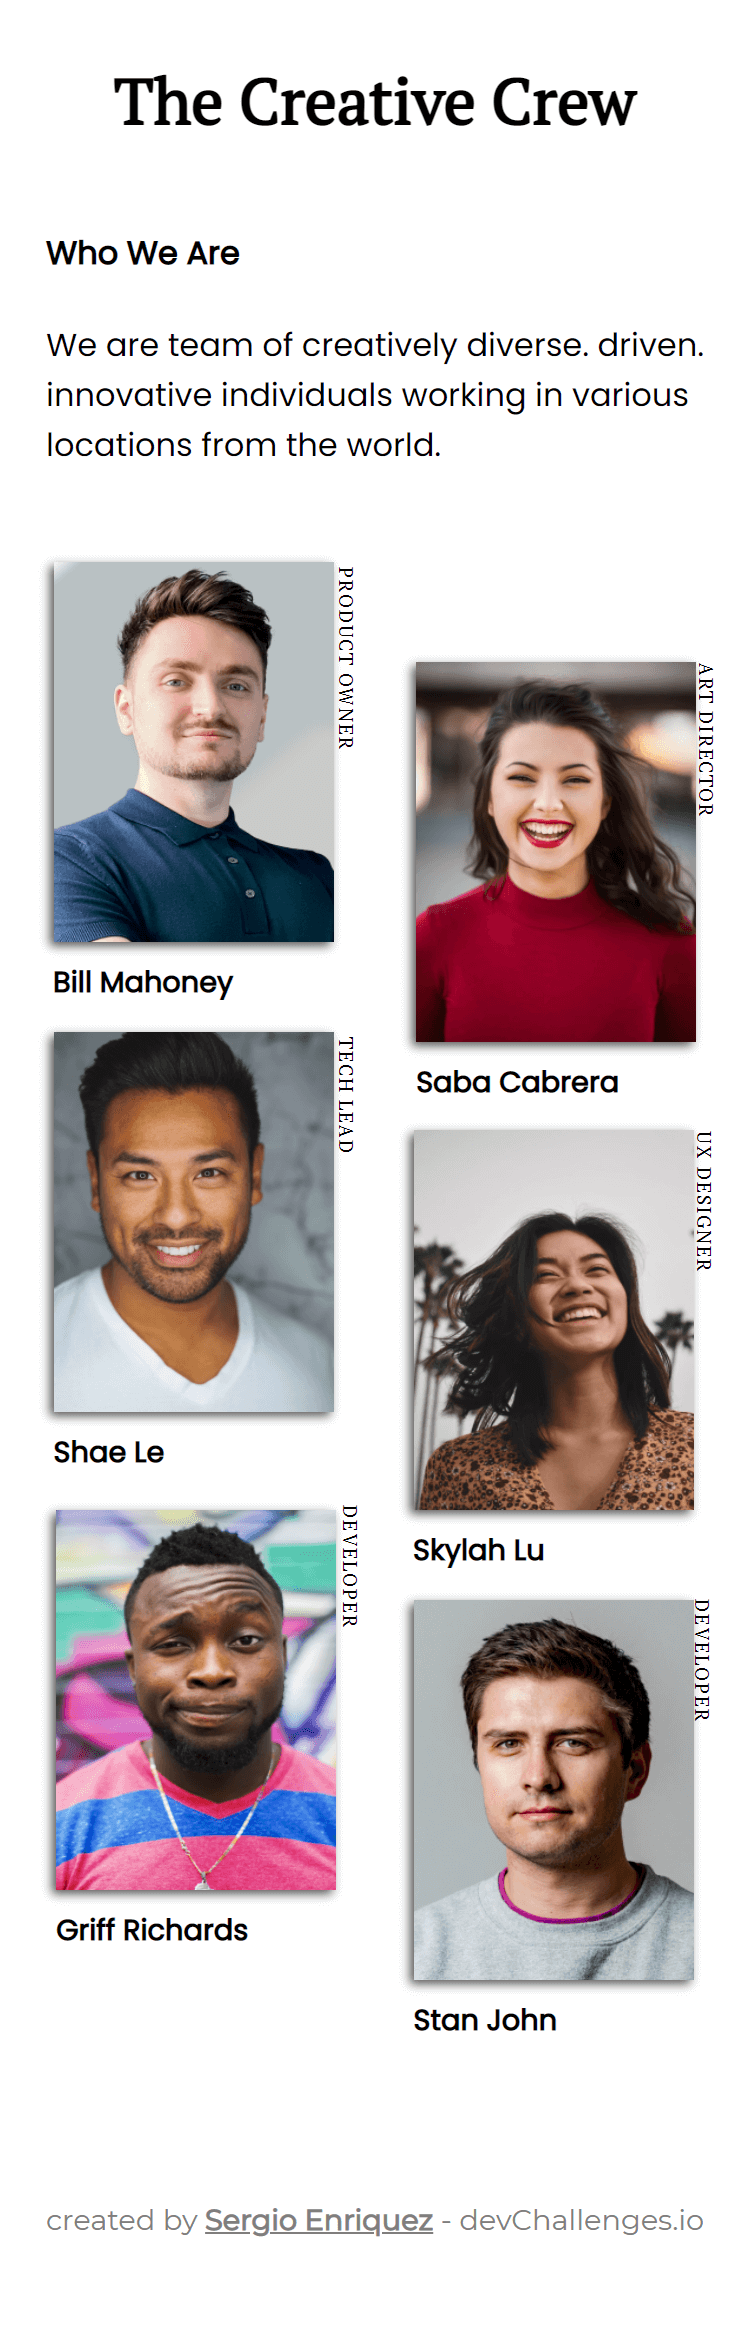 The Creative Crew
Who We Are
We are team of creatively diverse. driven.
innovative individuals working in various
locations from the world.
PRODUCT OWNER
Bill Mahoney
ART DIRECTOR
Saba Cabrera
TECH LEAD
Shae Le
UX DESIGNER
Skylah Lu
DEVELOPER
Griff Richards
DEVELOPER
Stan John
created by Sergio Enriquez - devChallenges.io